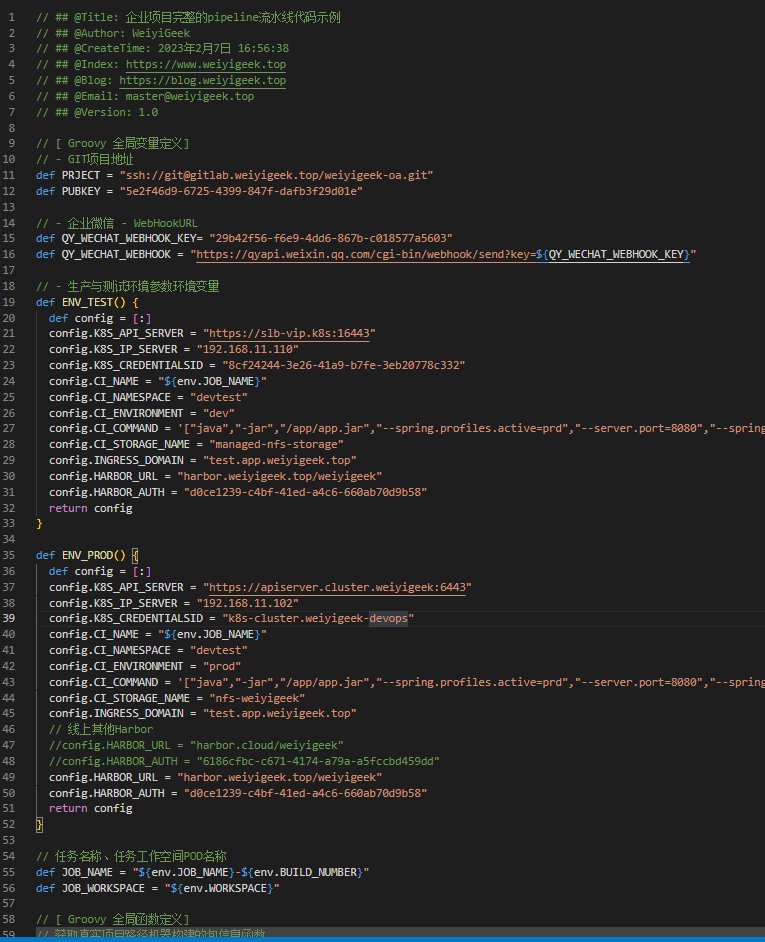 1 // ## @Title: 企业项目完整的pipeline流水线代码示例
2 // ## @Author: WeiyiGeek
3 // ## @CreateTime: 2023年2月7日 16:56:38
4 // ## @Index: https://www.weiyigeek.top
5 // ## @Blog: https://blog.weiyigeek.top
6 // ## @Email: master@weiyigeek.top
7 // ## @Version: 1.0
8
9 // [ Groovy 全局变量定义]
10 // - GIT项目地址
11 def PRJECT = "ssh://git@gitlab.weiyigeek.top/weiyigeek-oa.git"
12 def PUBKEY = "5e2f46d9-6725-4399-847f-dafb3f29d01e"
13
14 // - 企业微信 - WebHookURL
15 def QY_WECHAT_WEBHOOK_KEY= "29b42f56-f6e9-4dd6-867b-c018577a5603"
16 def QY_WECHAT_WEBHOOK = "https://qyapi.weixin.qq.com/cgi-bin/webhook/send?key=${QY_WECHAT_WEBHOOK_KEY}"
17
18 // - 生产与测试环境参数环境变量
19 def ENV_TEST() {
20 def config = [:]
21 config.K8S_API_SERVER = "https://slb-vip.k8s:16443"
22 config.K8S_IP_SERVER = "192.168.11.110"
23 config.K8S_CREDENTIALSID = "8cf24244-3e26-41a9-b7fe-3eb20778c332"
24 config.CI_NAME = "${env.JOB_NAME}"
25 config.CI_NAMESPACE = "devtest"
26 config.CI_ENVIRONMENT = "dev"
27 config.CI_COMMAND = '["java","-jar","/app/app.jar","--spring.profiles.active=prd","--server.port=8080","--spring
28 config.CI_STORAGE_NAME = "managed-nfs-storage"
29 config.INGRESS_DOMAIN = "test.app.weiyigeek.top"
30 config.HARBOR_URL = "harbor.weiyigeek.top/weiyigeek"
31 config.HARBOR_AUTH = "d0ce1239-c4bf-41ed-a4c6-660ab70d9b58"
32 return config
33 }
34
35 def ENV_PROD() {
36 def config = [:]
37 config.K8S_API_SERVER = "https://apiserver.cluster.weiyigeek:6443"
38 config.K8S_IP_SERVER = "192.168.11.102"
39 config.K8S_CREDENTIALSID = "k8s-cluster.weiyigeek-devops"
40 config.CI_NAME = "${env.JOB_NAME}"
41 config.CI_NAMESPACE = "devtest"
42 config.CI_ENVIRONMENT = "prod"
43 config.CI_COMMAND = '["java","-jar","/app/app.jar","--spring.profiles.active=prd","--server.port=8080","--spring
44 config.CI_STORAGE_NAME = "nfs-weiyigeek"
45 config.INGRESS_DOMAIN = "test.app.weiyigeek.top"
46 // 线上其他Harbor
47 //config.HARBOR_URL = "harbor.cloud/weiyigeek"
48 //config.HARBOR_AUTH = "6186cfbc-c671-4174-a79a-a5fccbd459dd"
49 config.HARBOR_URL = "harbor.weiyigeek.top/weiyigeek"
50 config.HARBOR_AUTH = "d0ce1239-c4bf-41ed-a4c6-660ab70d9b58"
51 return config
52 }
53
54 // 任务名称、任务工作空间POD名称
55 def JOB_NAME = "${env.JOB_NAME}-${env.BUILD_NUMBER}"
56 def JOB_WORKSPACE = "${env.WORKSPACE}"
57
58 // [ Groovy 全局函数定义]
59 // 获取真实项目路径机器构建的包信息函数